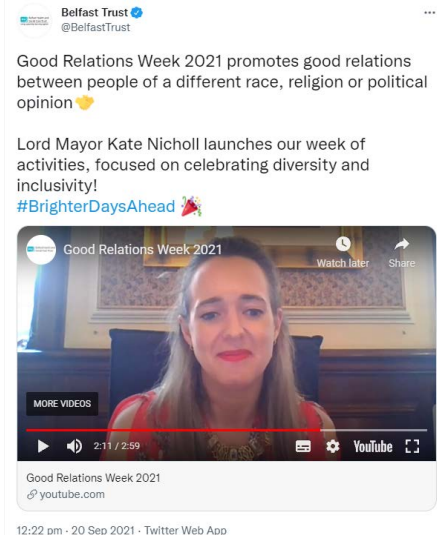 Belfast Trust
@BelfastTrust
Good Relations Week 2021 promotes good relations
between people of a different race, religion or political
opinion
Lord Mayor Kate Nicholl launches our week of
activities, focused on celebrating diversity and
inclusivity!
#BrighterDaysAhead
Good Relations Week 2021
Watch later
Share
MORE VIDEOS
2:11 / 2:59
YouTube
Good Relations Week 2021
youtube.com
12:22 pm · 20 Sep 2021 · Twitter Web App